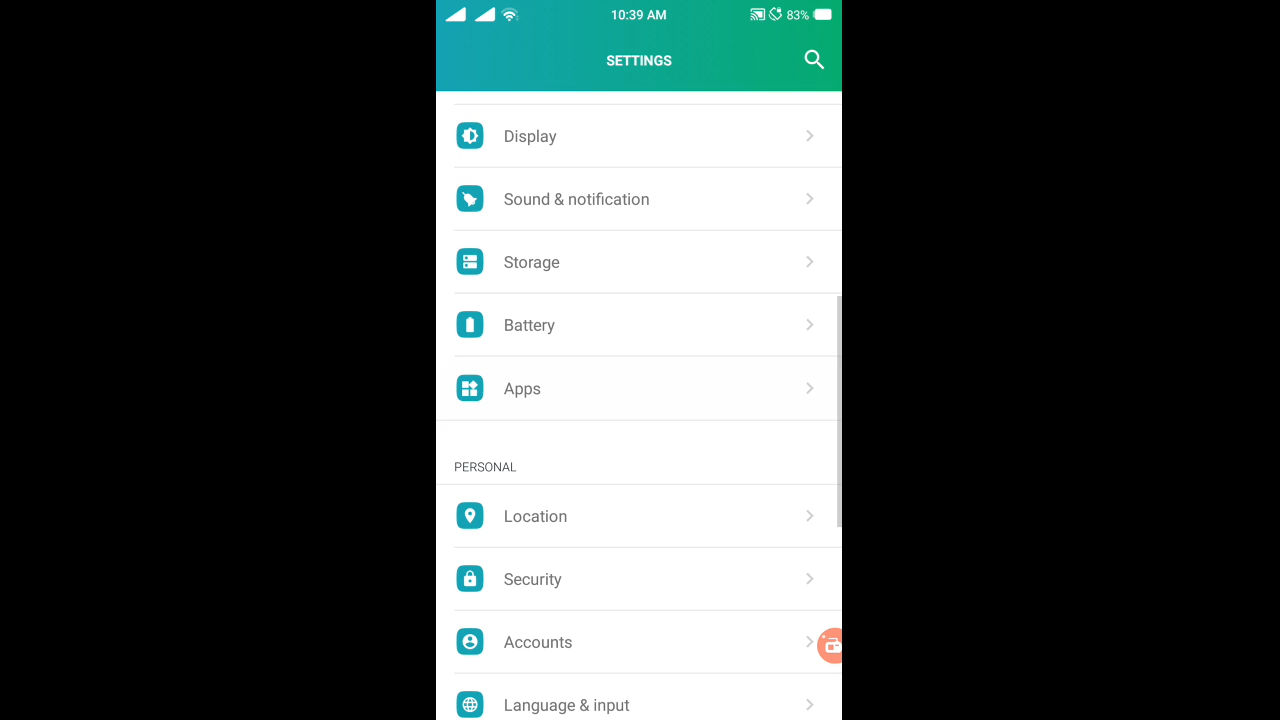 10:39 AM
83%
SETTINGS
Display
Sound & notification
Storage
Battery
Apps
PERSONAL
Location
Security
Accounts
Language & input